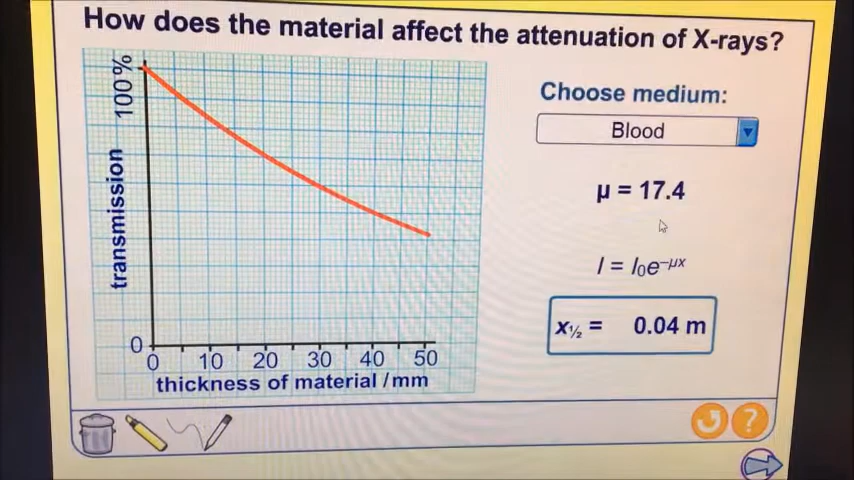 How does the material affect the attenuation of X-rays?
100%
transmission
0
0 10 20 30 40 50
thickness of material / mm
Choose medium:
Blood
μ = 17.4
I = I₀e⁻μx
x½ = 0.04 m
?